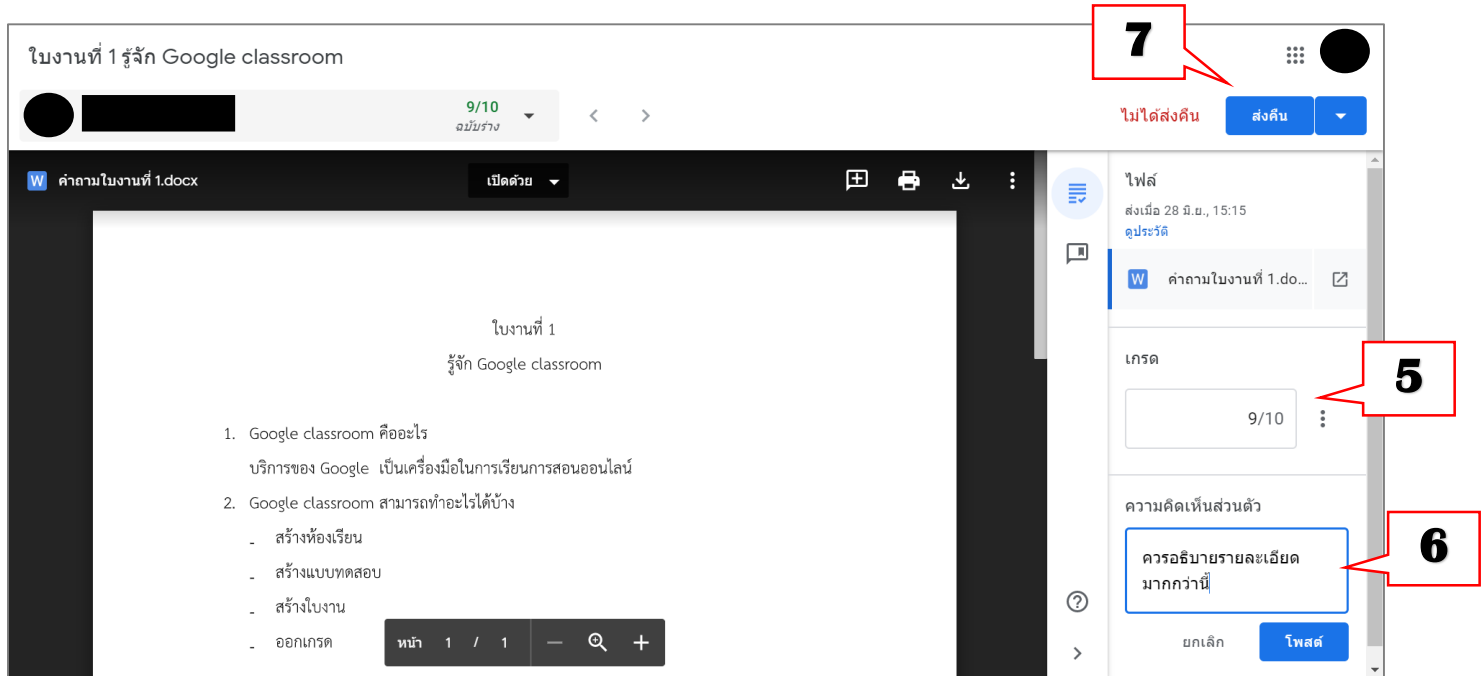 7
ใบงานที่ 1 รู้จัก Google classroom
9/10
ฉบับร่าง
ไม่ได้ส่งคืน
ส่งคืน
W คำถามใบงานที่ 1.docx
เปิดด้วย
ไฟล์
ส่งเมื่อ 28 มิ.ย., 15:15
ดูประวัติ
W คำถามใบงานที่ 1.do...
ใบงานที่ 1
รู้จัก Google classroom
1. Google classroom คืออะไร
บริการของ Google เป็นเครื่องมือในการเรียนการสอนออนไลน์
2. Google classroom สามารถทำอะไรได้บ้าง
- สร้างห้องเรียน
- สร้างแบบทดสอบ
- สร้างใบงาน
- ออกเกรด
หน้า 1 / 1
เกรด
5
9/10
ความคิดเห็นส่วนตัว
6
ควรอธิบายรายละเอียด
มากกว่านี้
ยกเลิก
โพสต์